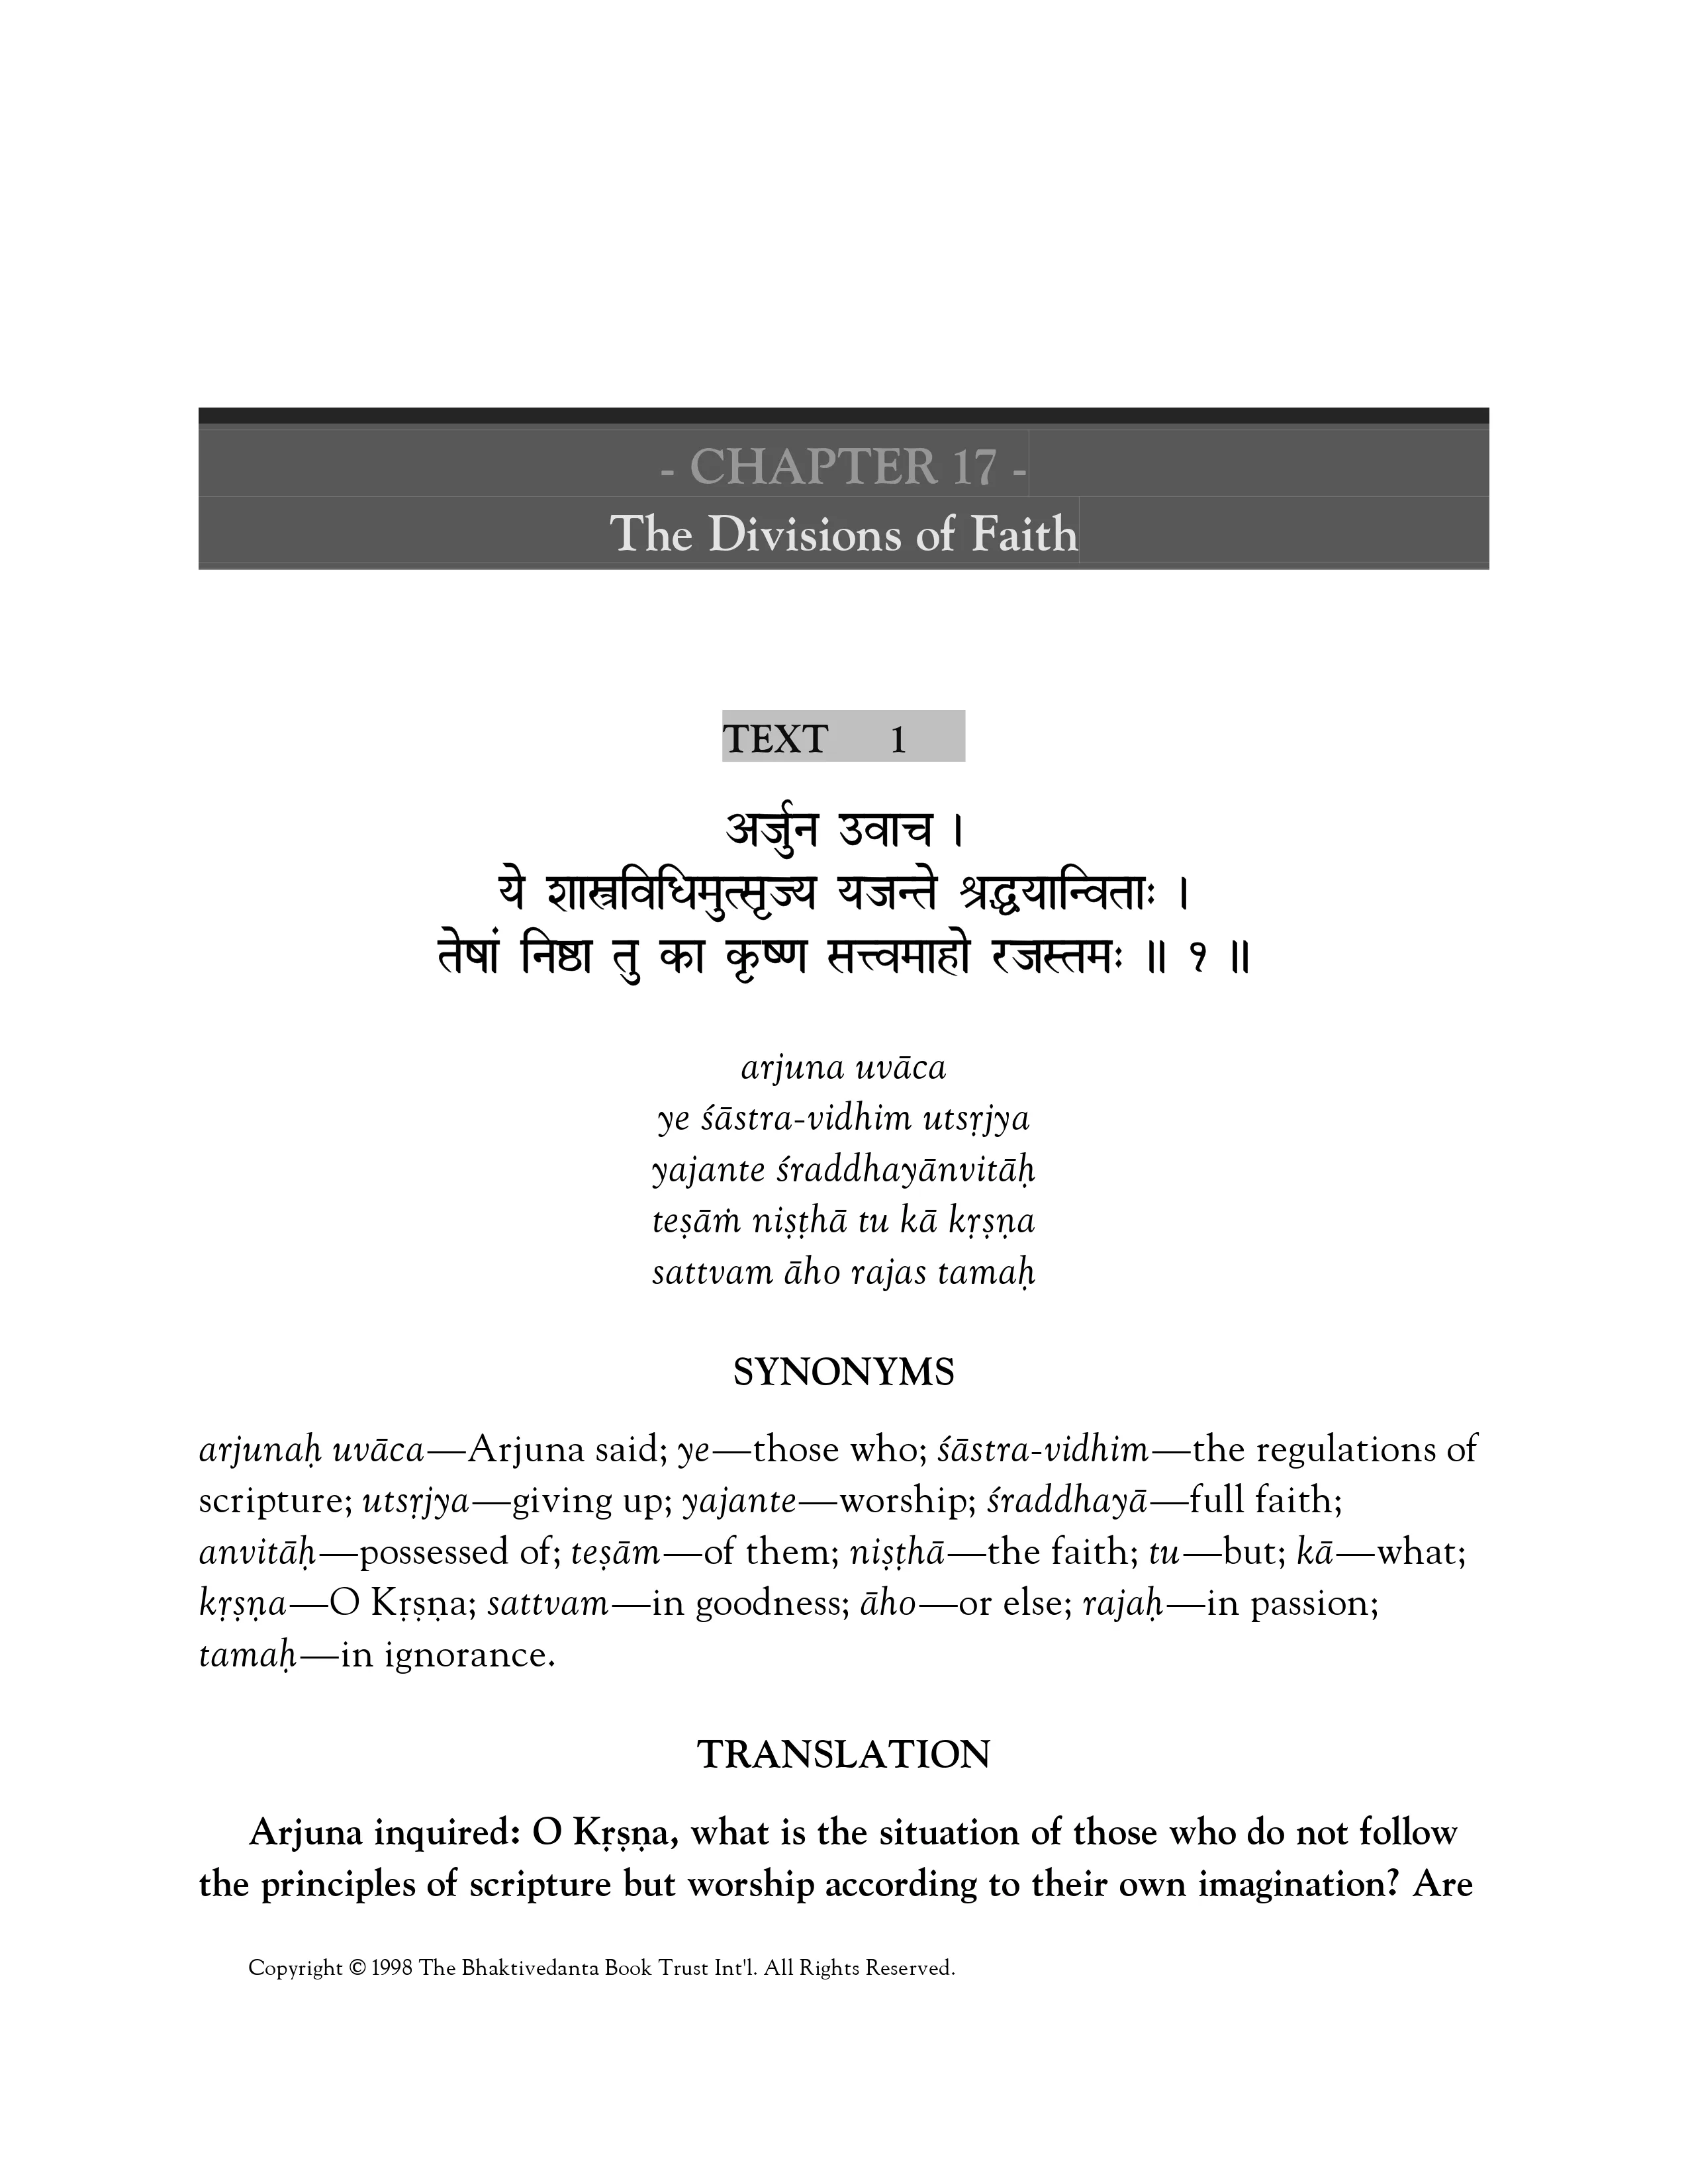 - CHAPTER 17 -
The Divisions of Faith
TEXT 1
अर्जुन उवाच ।
ये शास्त्रविधिमुत्सृज्य यजन्ते श्रद्धयान्विताः ।
तेषां निष्ठा तु का कृष्ण सत्त्वमाहो रजस्तमः ॥ १ ॥
arjuna uvāca
ye śāstra-vidhim utsṛjya
yajante śraddhayānvitāḥ
teṣāṁ niṣṭhā tu kā kṛṣṇa
sattvam āho rajas tamaḥ
SYNONYMS
arjunaḥ uvāca—Arjuna said; ye—those who; śāstra-vidhim—the regulations of
scripture; utsṛjya—giving up; yajante—worship; śraddhayā—full faith;
anvitāḥ—possessed of; teṣām—of them; niṣṭhā—the faith; tu—but; kā—what;
kṛṣṇa—O Kṛṣṇa; sattvam—in goodness; āho—or else; rajaḥ—in passion;
tamaḥ—in ignorance.
TRANSLATION
Arjuna inquired: O Kṛṣṇa, what is the situation of those who do not follow
the principles of scripture but worship according to their own imagination? Are
Copyright © 1998 The Bhaktivedanta Book Trust Int'l. All Rights Reserved.